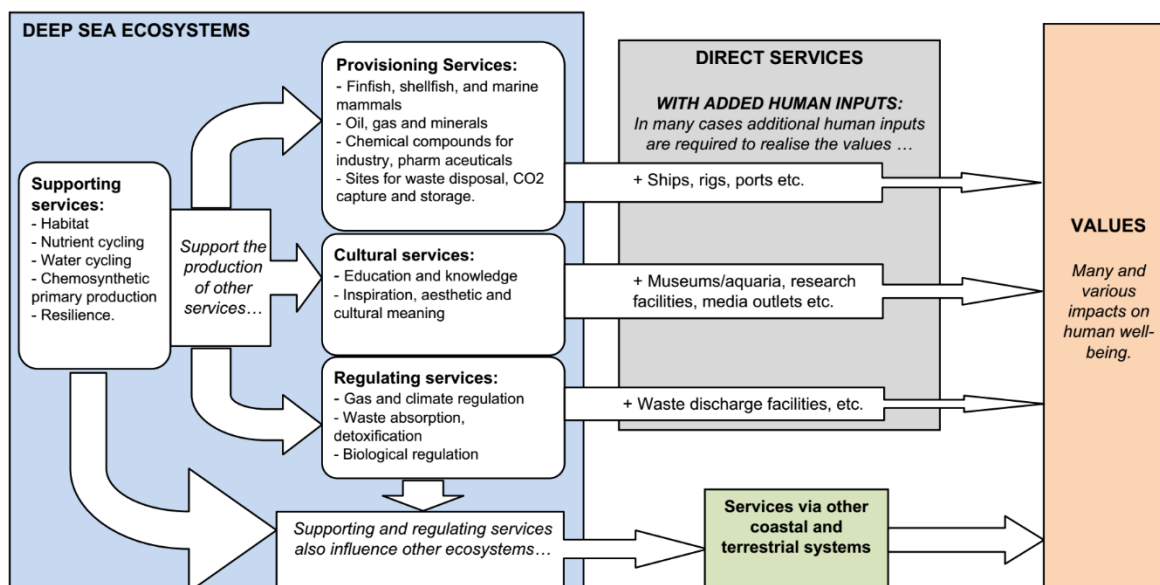 DEEP SEA ECOSYSTEMS
Supporting
services:
- Habitat
- Nutrient cycling
- Water cycling
- Chemosynthetic
primary production
- Resilience.
Support the
production
of other
services…
Provisioning Services:
- Finfish, shellfish, and marine
mammals
- Oil, gas and minerals
- Chemical compounds for
industry, pharm aceuticals
- Sites for waste disposal, CO2
capture and storage.
Cultural services:
- Education and knowledge
- Inspiration, aesthetic and
cultural meaning
Regulating services:
- Gas and climate regulation
- Waste absorption,
detoxification
- Biological regulation
Supporting and regulating services
also influence other ecosystems…
DIRECT SERVICES
WITH ADDED HUMAN INPUTS:
In many cases additional human inputs
are required to realise the values …
+ Ships, rigs, ports etc.
+ Museums/aquaria, research
facilities, media outlets etc.
+ Waste discharge facilities, etc.
Services via other
coastal and
terrestrial systems
VALUES
Many and
various
impacts on
human well-
being.